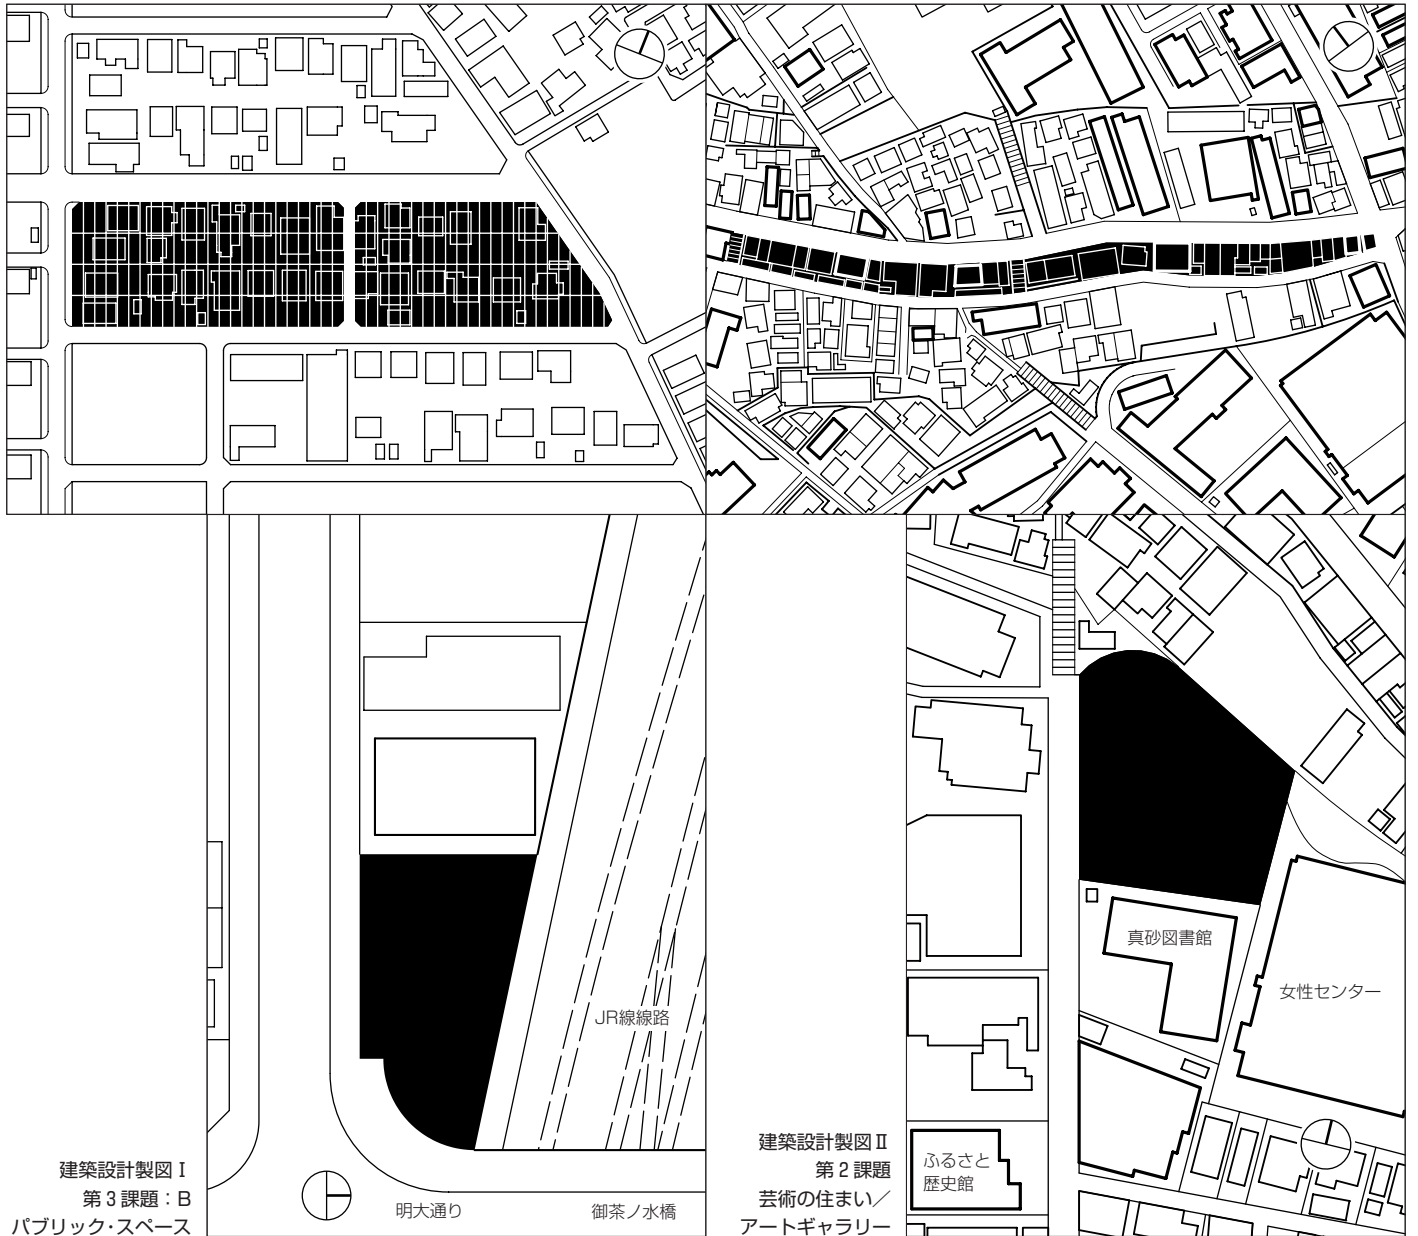 真砂図書館
女性センター
JR線線路
建築設計製図Ⅰ
第3課題：B
パブリック・スペース
明大通り
御茶ノ水橋
建築設計製図Ⅱ
第2課題
芸術の住まい／
アートギャラリー
ふるさと
歴史館